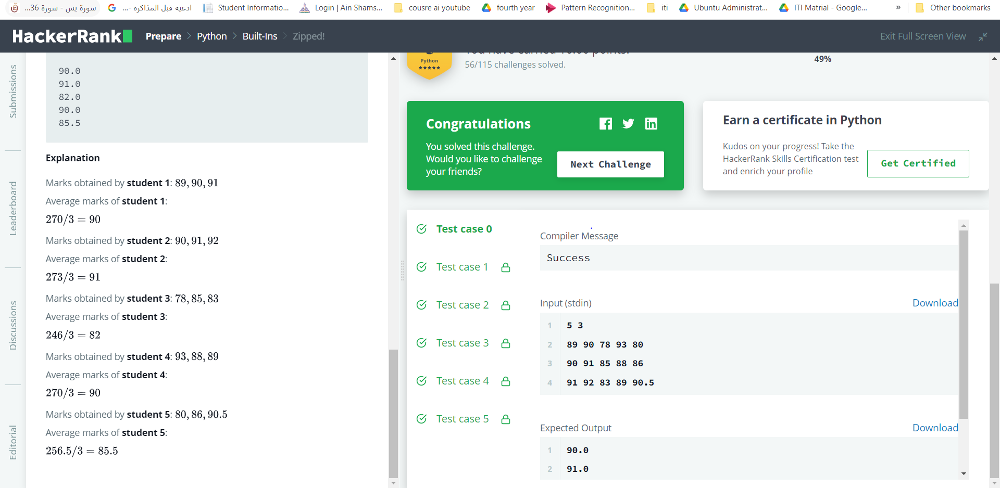 سورة يس - سورة 36...
ادعيه قبل المذاكره -...
Student Informatio...
Login | Ain Shams...
cousre ai youtube
fourth year
Pattern Recognition...
iti
Ubuntu Administrat...
ITI Matrial - Google...
»
Other bookmarks
HackerRank
Prepare > Python > Built-Ins > Zipped!
Exit Full Screen View
Submissions
Leaderboard
Discussions
Editorial
90.0
91.0
82.0
90.0
85.5
Explanation
Marks obtained by student 1: 89, 90, 91
Average marks of student 1:
270/3 = 90
Marks obtained by student 2: 90, 91, 92
Average marks of student 2:
273/3 = 91
Marks obtained by student 3: 78, 85, 83
Average marks of student 3:
246/3 = 82
Marks obtained by student 4: 93, 88, 89
Average marks of student 4:
270/3 = 90
Marks obtained by student 5: 80, 86, 90.5
Average marks of student 5:
256.5/3 = 85.5
Python
You have earned 10.00 points!
56/115 challenges solved.
49%
Congratulations
You solved this challenge.
Would you like to challenge
your friends?
Next Challenge
Earn a certificate in Python
Kudos on your progress! Take the
HackerRank Skills Certification test
and enrich your profile
Get Certified
Test case 0
Test case 1
Test case 2
Test case 3
Test case 4
Test case 5
Compiler Message
Success
Input (stdin)
Download
1 5 3
2 89 90 78 93 80
3 90 91 85 88 86
4 91 92 83 89 90.5
Expected Output
Download
1 90.0
2 91.0